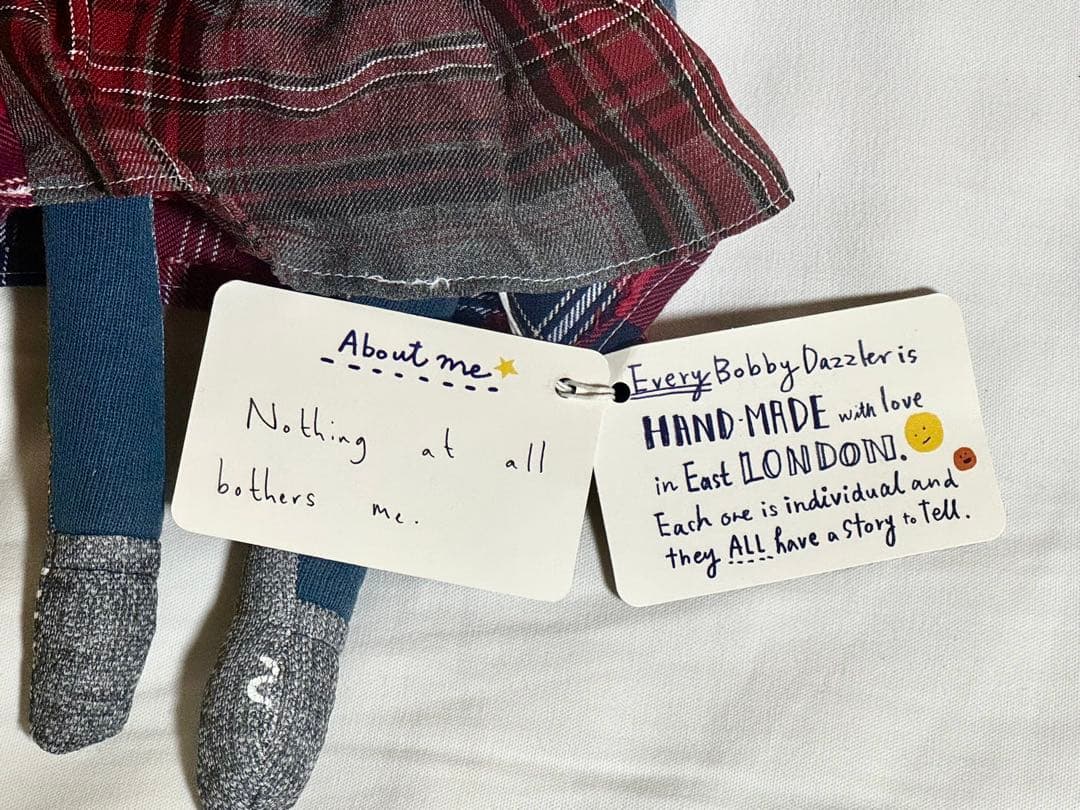 About me
Nothing at all
bothers me.
Every Bobby Dazzler is
HAND-MADE with love
in East LONDON.
Each one is individual and
they ALL have a story to tell.